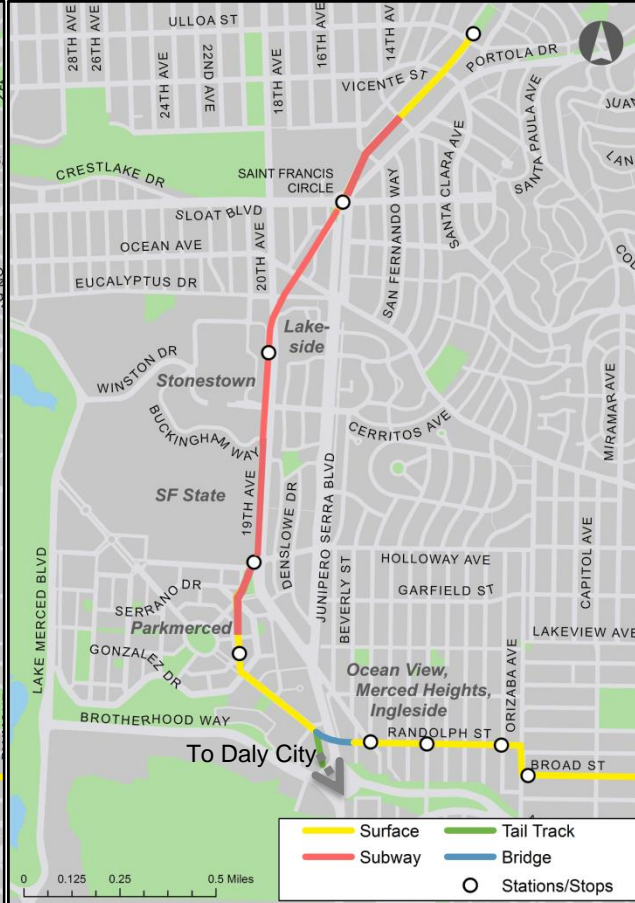 ULLOA ST
28TH AVE
26TH AVE
24TH AVE
22ND AVE
18TH AVE
16TH AVE
14TH AVE
VICENTE ST
PORTOLA DR
SANTA PAULA AVE
SANTA CLARA AVE
CRESTLAKE DR
SAINT FRANCIS
CIRCLE
SAN FERNANDO WAY
SLOAT BLVD
OCEAN AVE
20TH AVE
EUCALYPTUS DR
Lake-
side
WINSTON DR
Stonestown
BUCKINGHAM WAY
CERRITOS AVE
MIRAMAR AVE
SF State
19TH AVE
DENSLOWE DR
JUNIPERO SERRA BLVD
BEVERLY ST
HOLLOWAY AVE
GARFIELD ST
CAPITOL AVE
LAKE MERCED BLVD
SERRANO DR
Parkmerced
LAKEVIEW AVE
GONZALEZ DR
Ocean View,
Merced Heights,
Ingleside
ORIZABA AVE
BROTHERHOOD WAY
RANDOLPH ST
To Daly City
BROAD ST
Surface
Tail Track
Subway
Bridge
Stations/Stops
0 0.125 0.25 0.5 Miles